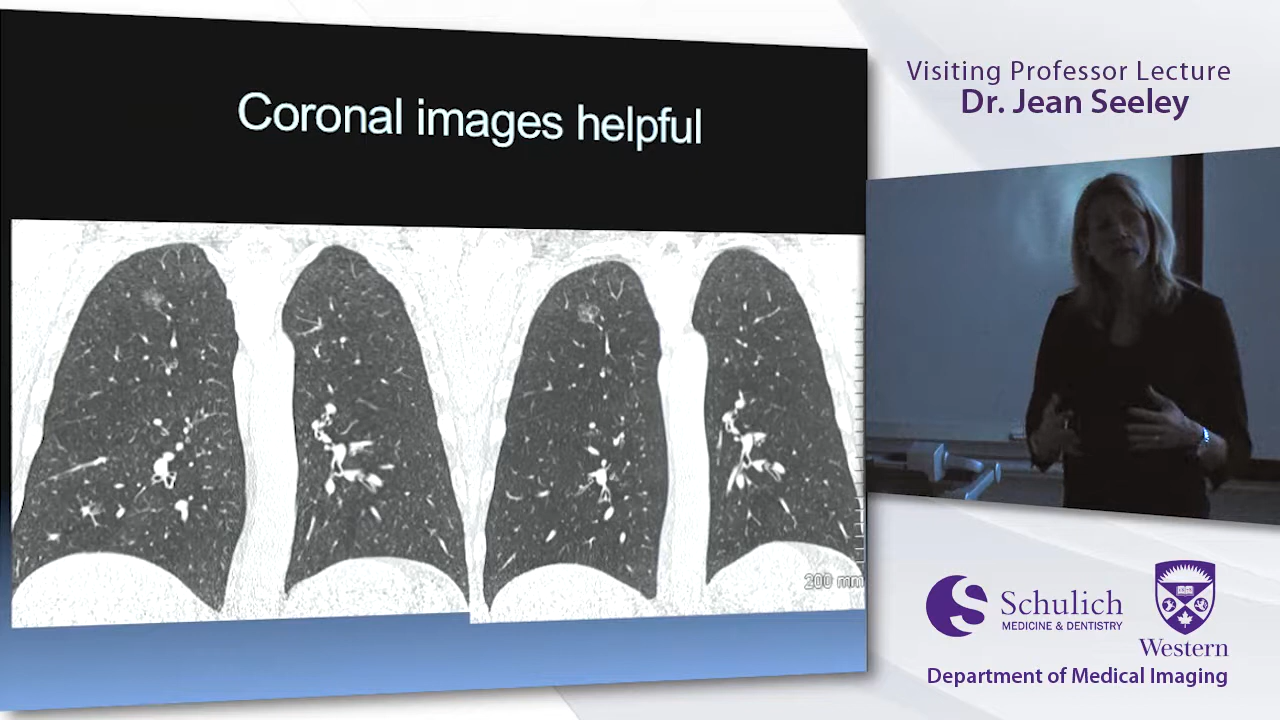 Coronal images helpful
200 mm
Visiting Professor Lecture
Dr. Jean Seeley
Schulich
MEDICINE & DENTISTRY
Western
Department of Medical Imaging